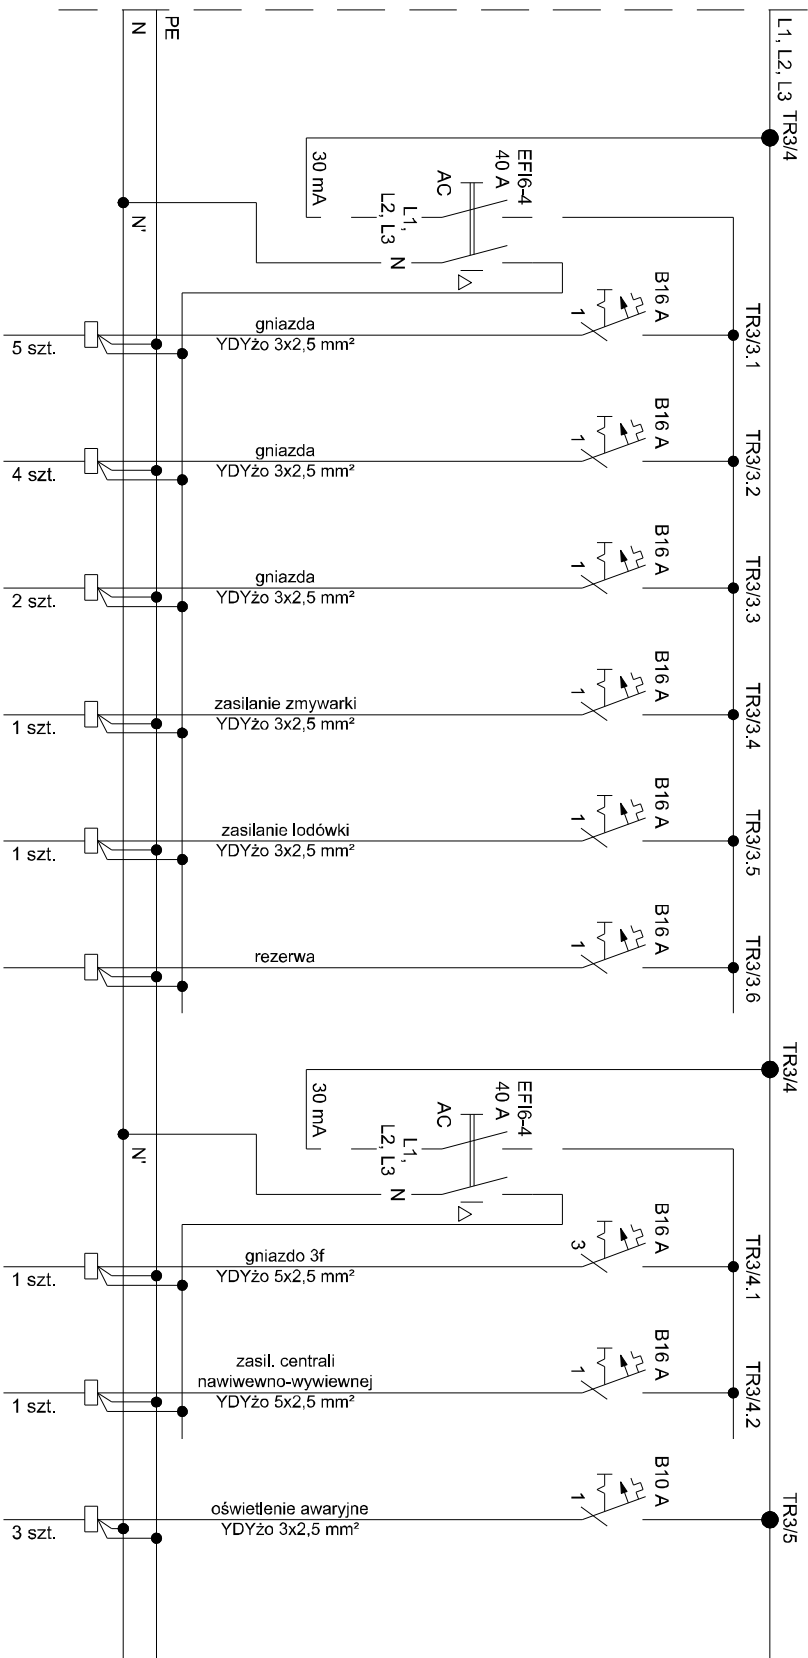 L1, L2, L3
TR3/4
PE
N
EFI6-4
40 A
AC
30 mA
L1,
L2, L3
N
N'
B16 A
TR3/3.1
1
gniazda
YDYżo 3x2,5 mm²
5 szt.
B16 A
TR3/3.2
1
gniazda
YDYżo 3x2,5 mm²
4 szt.
B16 A
TR3/3.3
1
gniazda
YDYżo 3x2,5 mm²
2 szt.
B16 A
TR3/3.4
1
zasilanie zmywarki
YDYżo 3x2,5 mm²
1 szt.
B16 A
TR3/3.5
1
zasilanie lodówki
YDYżo 3x2,5 mm²
1 szt.
B16 A
TR3/3.6
1
rezerwa
TR3/4
EFI6-4
40 A
AC
30 mA
L1,
L2, L3
N
N'
B16 A
TR3/4.1
3
gniazdo 3f
YDYżo 5x2,5 mm²
1 szt.
B16 A
TR3/4.2
1
zasil. centrali
nawiwewno-wywiewnej
YDYżo 5x2,5 mm²
1 szt.
B10 A
TR3/5
1
oświetlenie awaryjne
YDYżo 3x2,5 mm²
3 szt.